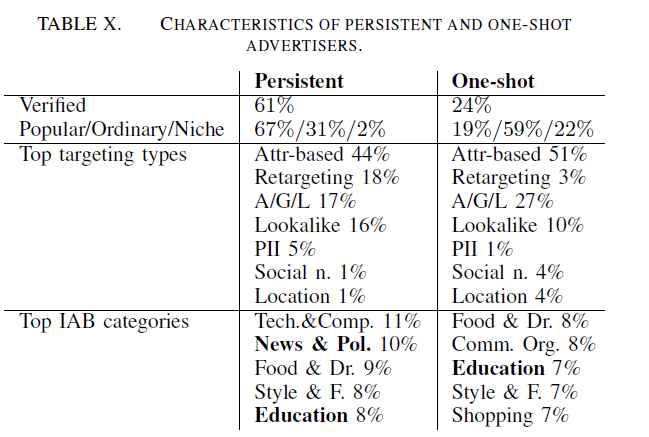 TABLE X. CHARACTERISTICS OF PERSISTENT AND ONE-SHOT
ADVERTISERS.
Persistent One-shot
Verified 61% 24%
Popular/Ordinary/Niche 67%/31%/2% 19%/59%/22%
Top targeting types Attr-based 44% Attr-based 51%
Retargeting 18% Retargeting 3%
A/G/L 17% A/G/L 27%
Lookalike 16% Lookalike 10%
PII 5% PII 1%
Social n. 1% Social n. 4%
Location 1% Location 4%
Top IAB categories Tech.&Comp. 11% Food & Dr. 8%
News & Pol. 10% Comm. Org. 8%
Food & Dr. 9% Education 7%
Style & F. 8% Style & F. 7%
Education 8% Shopping 7%